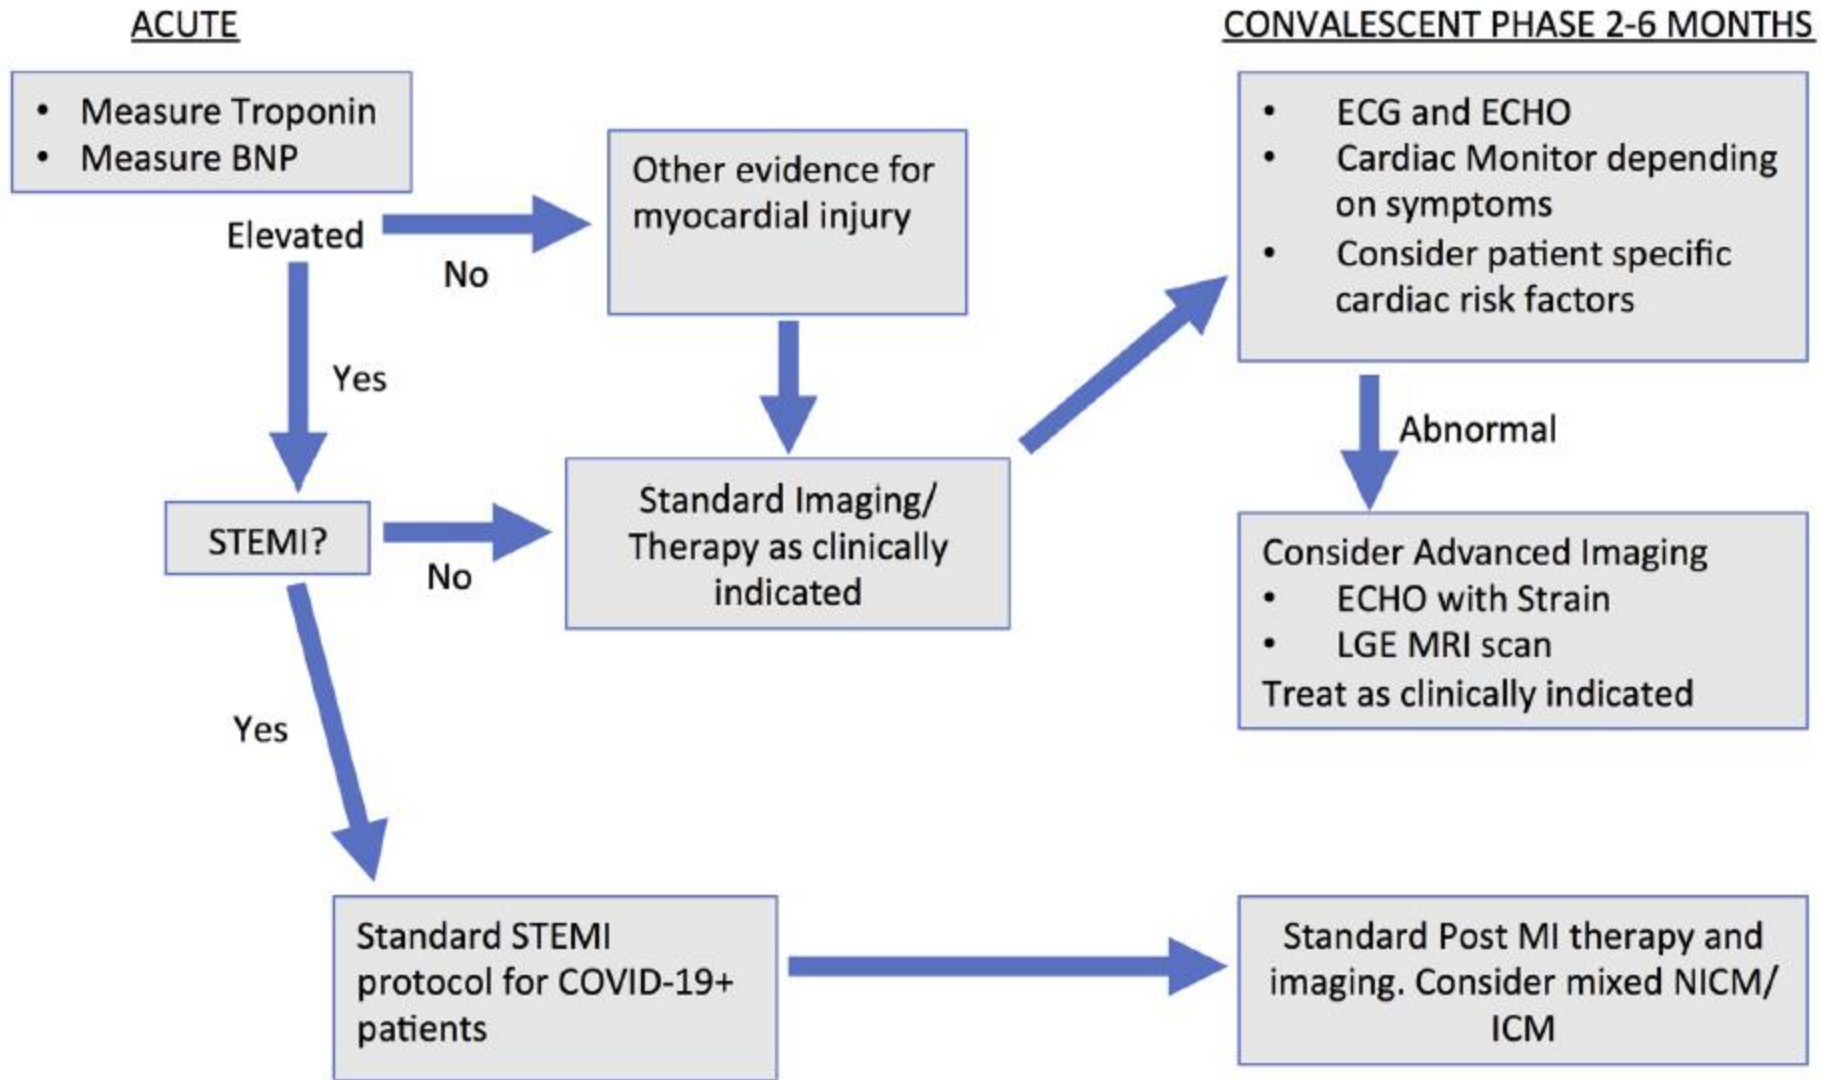 ACUTE
• Measure Troponin
• Measure BNP
Elevated
No
Yes
Other evidence for
myocardial injury
STEMI?
No
Yes
Standard Imaging/
Therapy as clinically
indicated
Standard STEMI
protocol for COVID-19+
patients
CONVALESCENT PHASE 2-6 MONTHS
• ECG and ECHO
• Cardiac Monitor depending
on symptoms
• Consider patient specific
cardiac risk factors
Abnormal
Consider Advanced Imaging
• ECHO with Strain
• LGE MRI scan
Treat as clinically indicated
Standard Post MI therapy and
imaging. Consider mixed NICM/
ICM